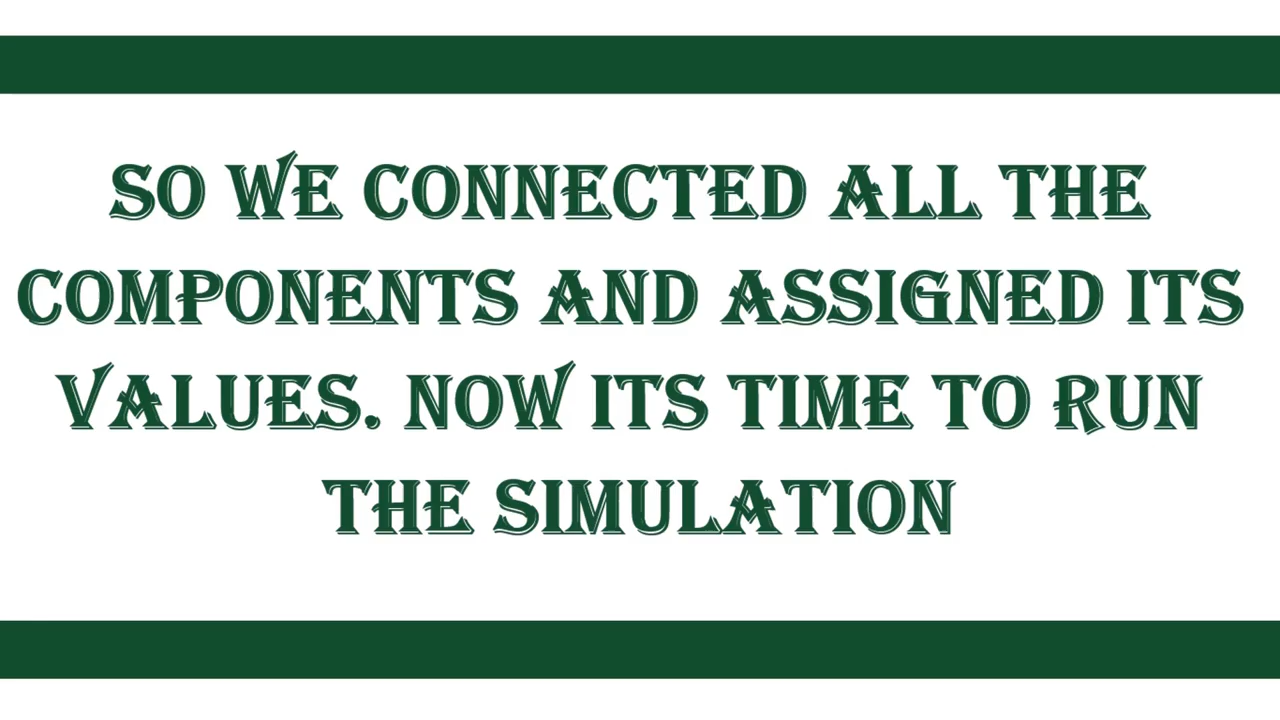 SO WE CONNECTED ALL THE
COMPONENTS AND ASSIGNED ITS
VALUES. NOW ITS TIME TO RUN
THE SIMULATION